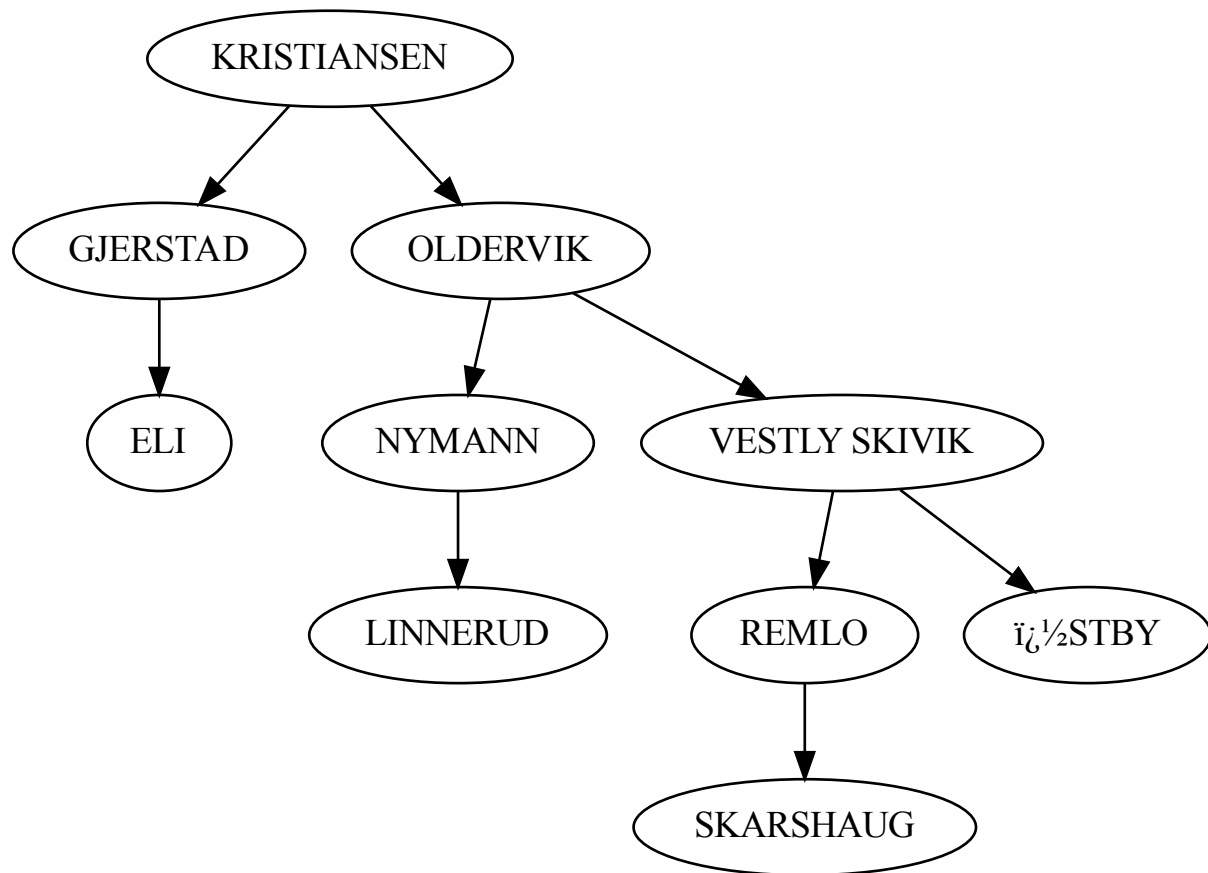 KRISTIANSEN
GJERSTAD
OLDERVIK
ELI
NYMANN
VESTLY SKIVIK
LINNERUD
REMLO
ï¿½STBY
SKARSHAUG